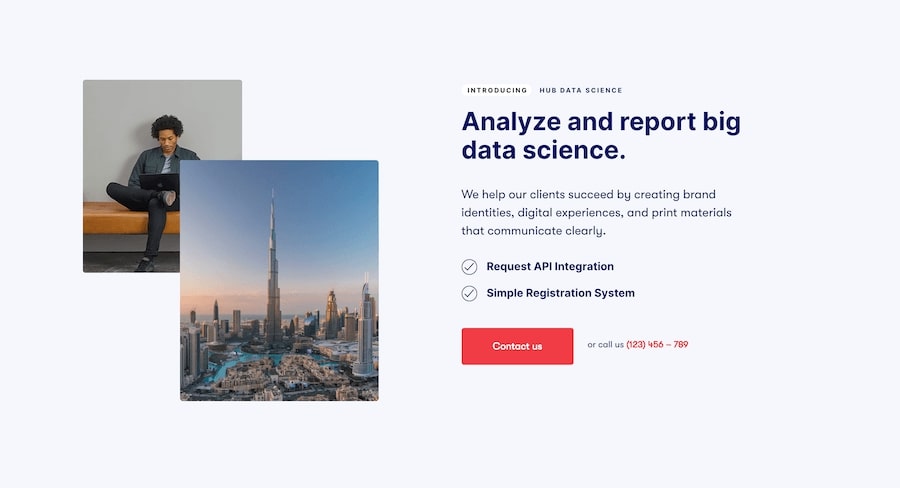 INTRODUCING HUB DATA SCIENCE
Analyze and report big
data science.
We help our clients succeed by creating brand
identities, digital experiences, and print materials
that communicate clearly.
Request API Integration
Simple Registration System
Contact us or call us (123) 456 – 789